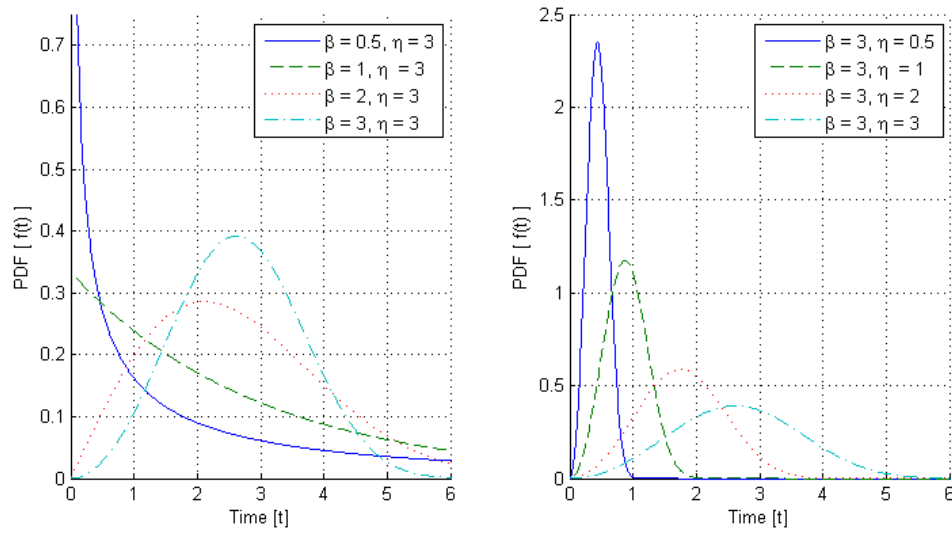 PDF [ f(t) ]
0.7
0.6
0.5
0.4
0.3
0.2
0.1
0
β = 0.5, η = 3
β = 1, η = 3
β = 2, η = 3
β = 3, η = 3
0 1 2 3 4 5 6
Time [t]
PDF [ f(t) ]
2.5
2
1.5
1
0.5
0
β = 3, η = 0.5
β = 3, η = 1
β = 3, η = 2
β = 3, η = 3
0 1 2 3 4 5 6
Time [t]